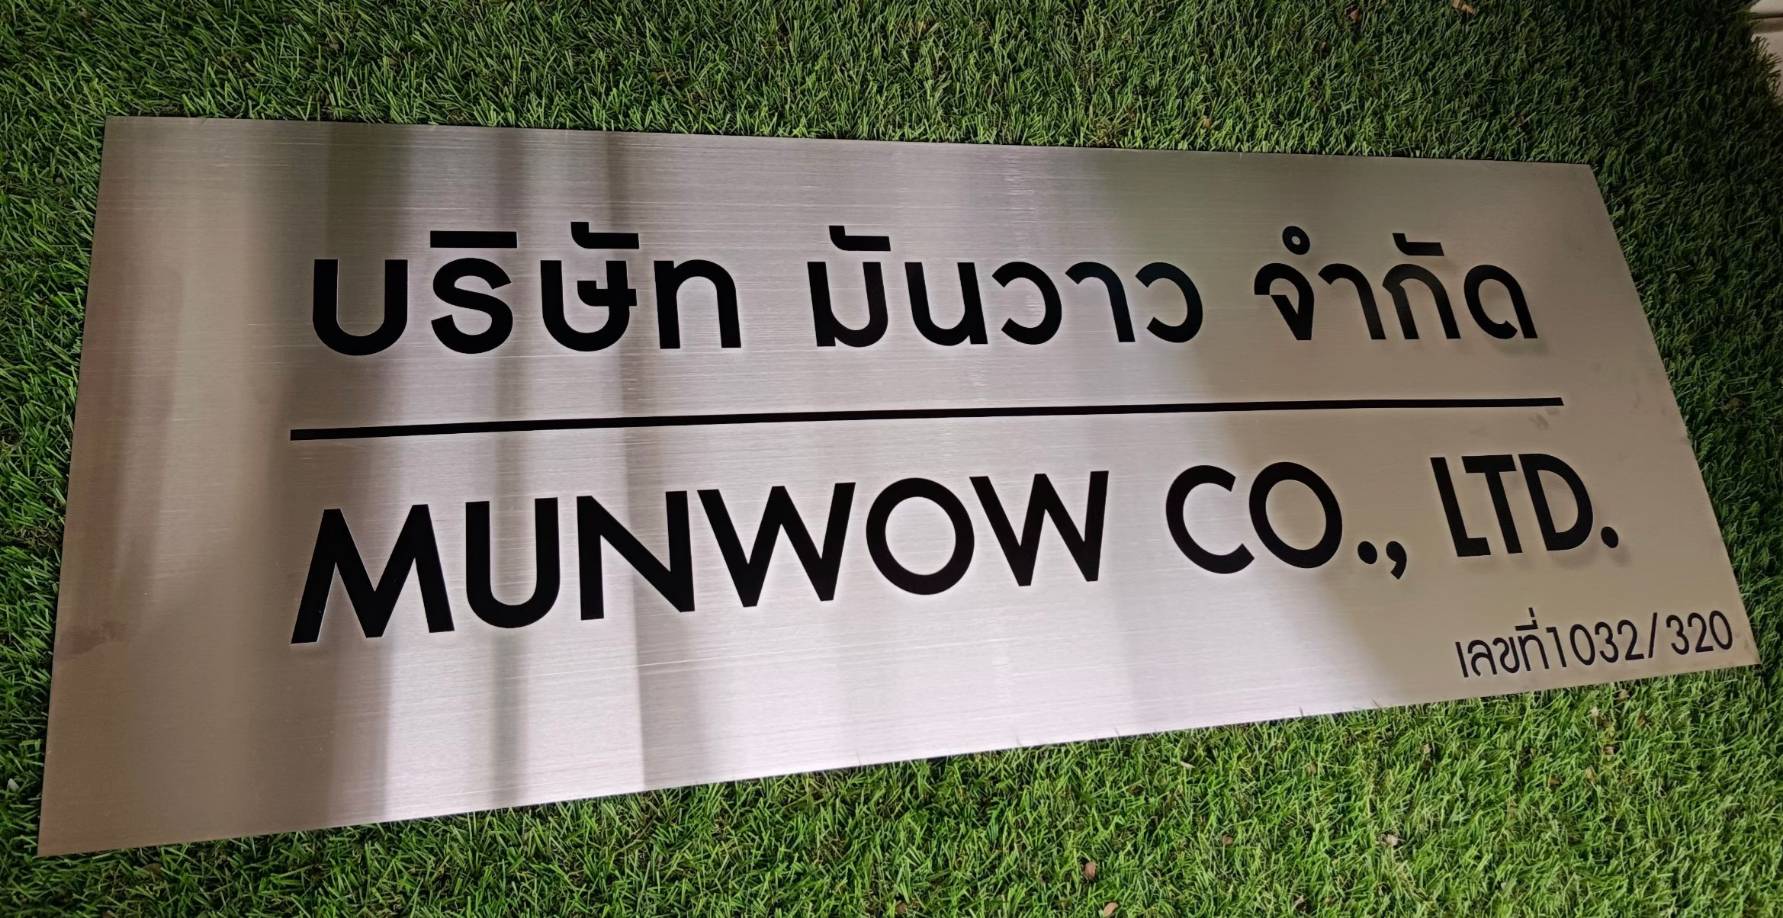 บริษัท มันวาว จำกัด
MUNWOW CO., LTD.
เลขที่1032/320